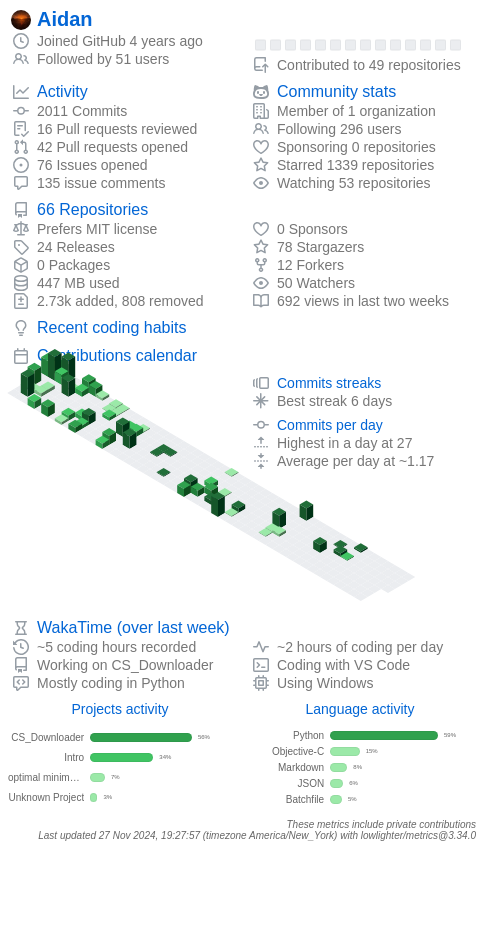 Aidan
Joined GitHub 4 years ago
Followed by 51 users
Contributed to 49 repositories
Activity
2011 Commits
16 Pull requests reviewed
42 Pull requests opened
76 Issues opened
135 issue comments
Community stats
Member of 1 organization
Following 296 users
Sponsoring 0 repositories
Starred 1339 repositories
Watching 53 repositories
66 Repositories
Prefers MIT license
24 Releases
0 Packages
447 MB used
2.73k added, 808 removed
0 Sponsors
78 Stargazers
12 Forkers
50 Watchers
692 views in last two weeks
Recent coding habits
Contributions calendar
Commits streaks
Best streak 6 days
Commits per day
Highest in a day at 27
Average per day at ~1.17
WakaTime (over last week)
~5 coding hours recorded
Working on CS_Downloader
Mostly coding in Python
~2 hours of coding per day
Coding with VS Code
Using Windows
Projects activity
CS_Downloader 56%
Intro 34%
optimal minim... 7%
Unknown Project 3%
Language activity
Python 59%
Objective-C 15%
Markdown 8%
JSON 6%
Batchfile 5%
These metrics include private contributions
Last updated 27 Nov 2024, 19:27:57 (timezone America/New_York) with lowlighter/metrics@3.34.0